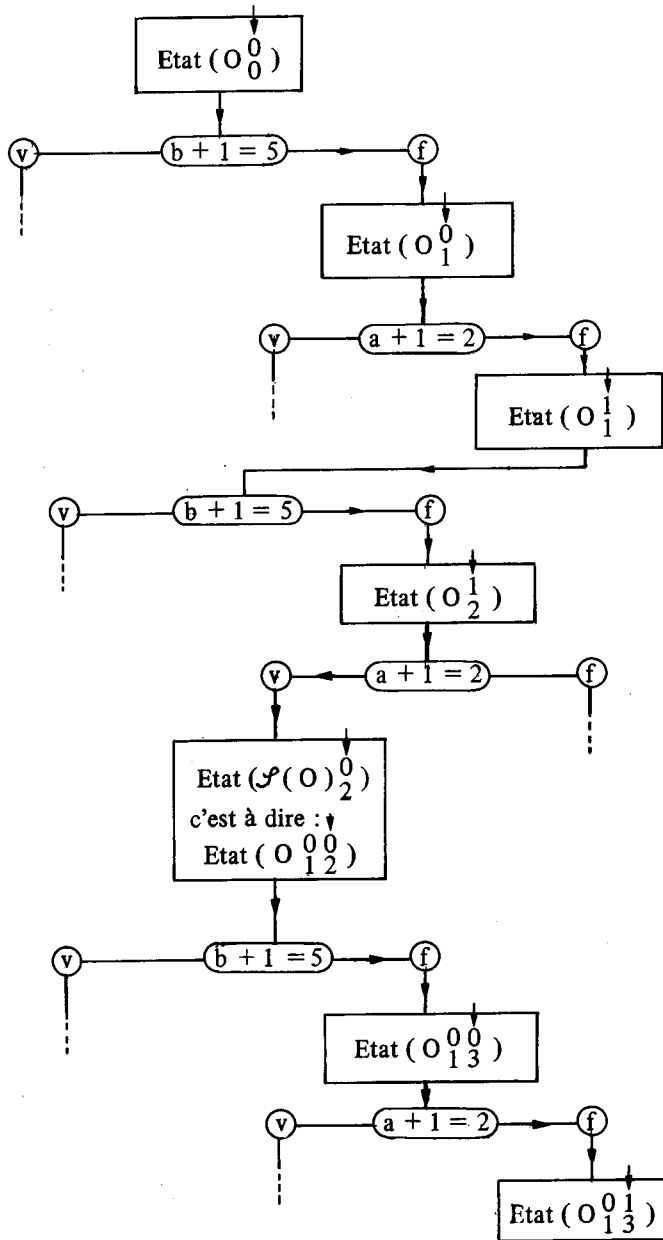 Etat ( O 0 0 )
v b + 1 = 5 f
Etat ( O 0 1 )
v a + 1 = 2 f
Etat ( O 1 1 )
v b + 1 = 5 f
Etat ( O 1 2 )
v a + 1 = 2 f
Etat ( 𝒮 ( O ) 0 2 )
c'est à dire :
Etat ( O 0 0 1 2 )
v b + 1 = 5 f
Etat ( O 0 0 1 3 )
v a + 1 = 2 f
Etat ( O 0 1 1 3 )